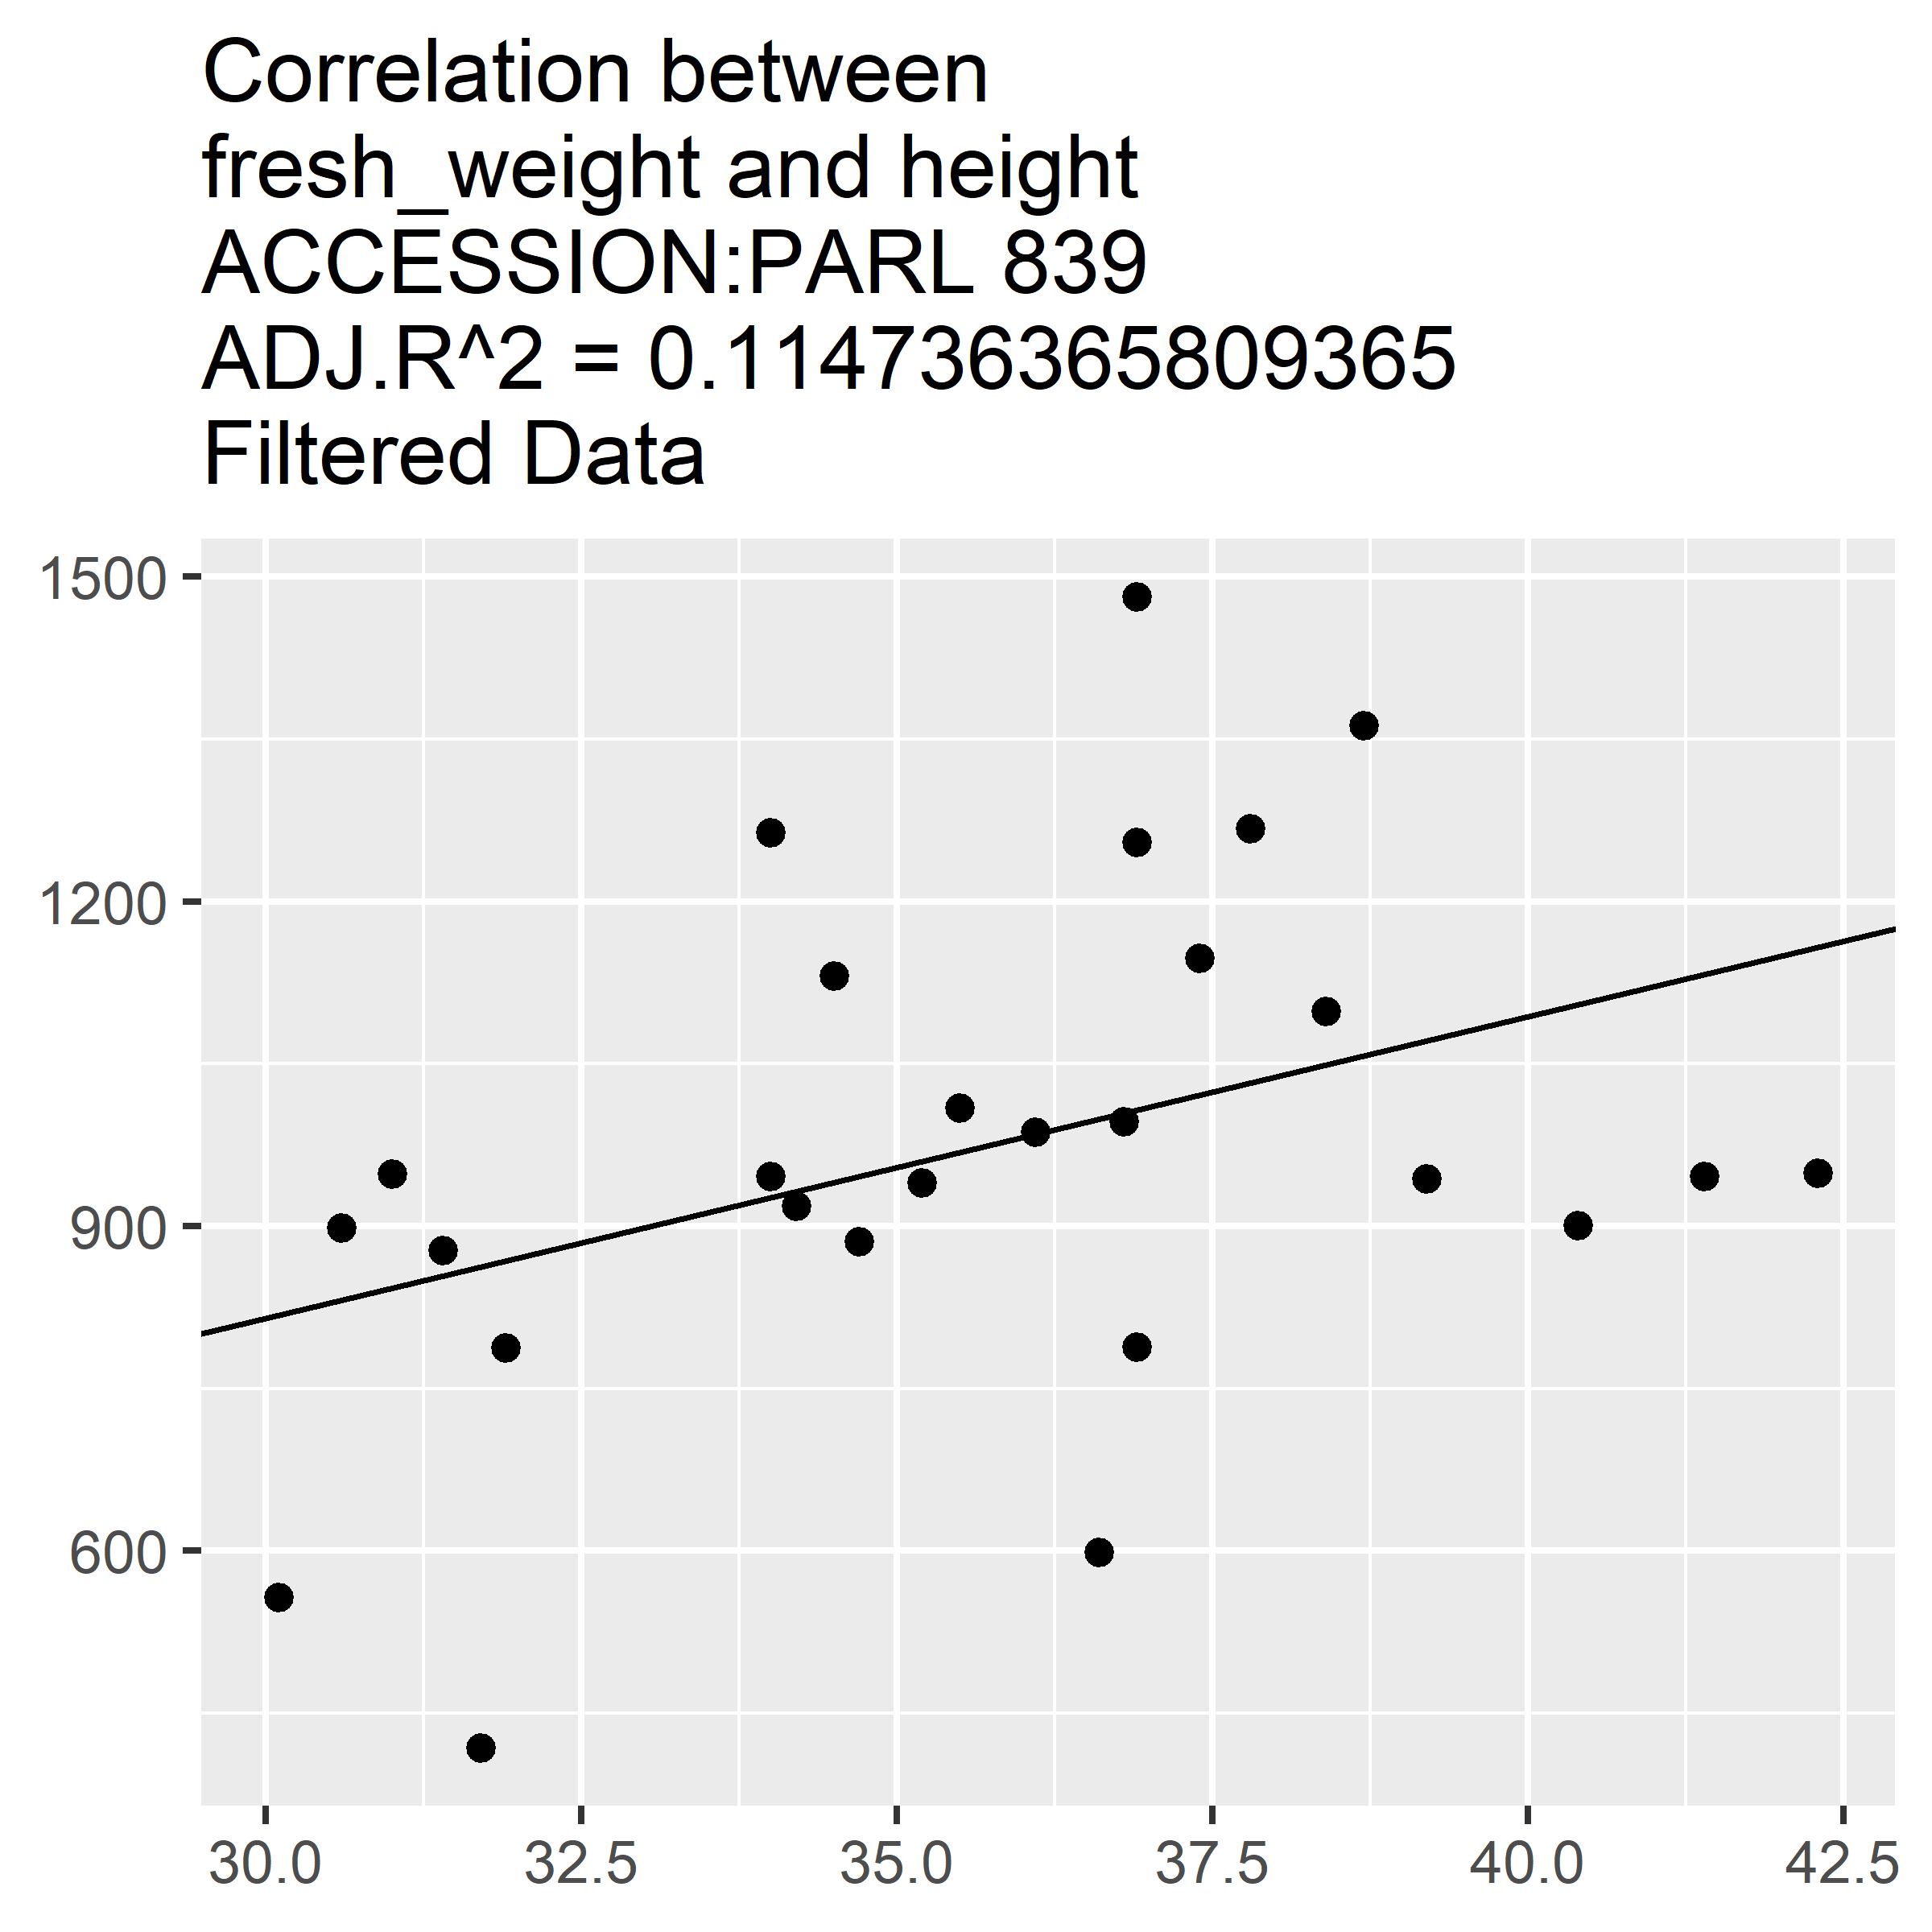 Correlation between
fresh_weight and height
ACCESSION:PARL 839
ADJ.R^2 = 0.114736365809365
Filtered Data
1500
1200
900
600
30.0 32.5 35.0 37.5 40.0 42.5